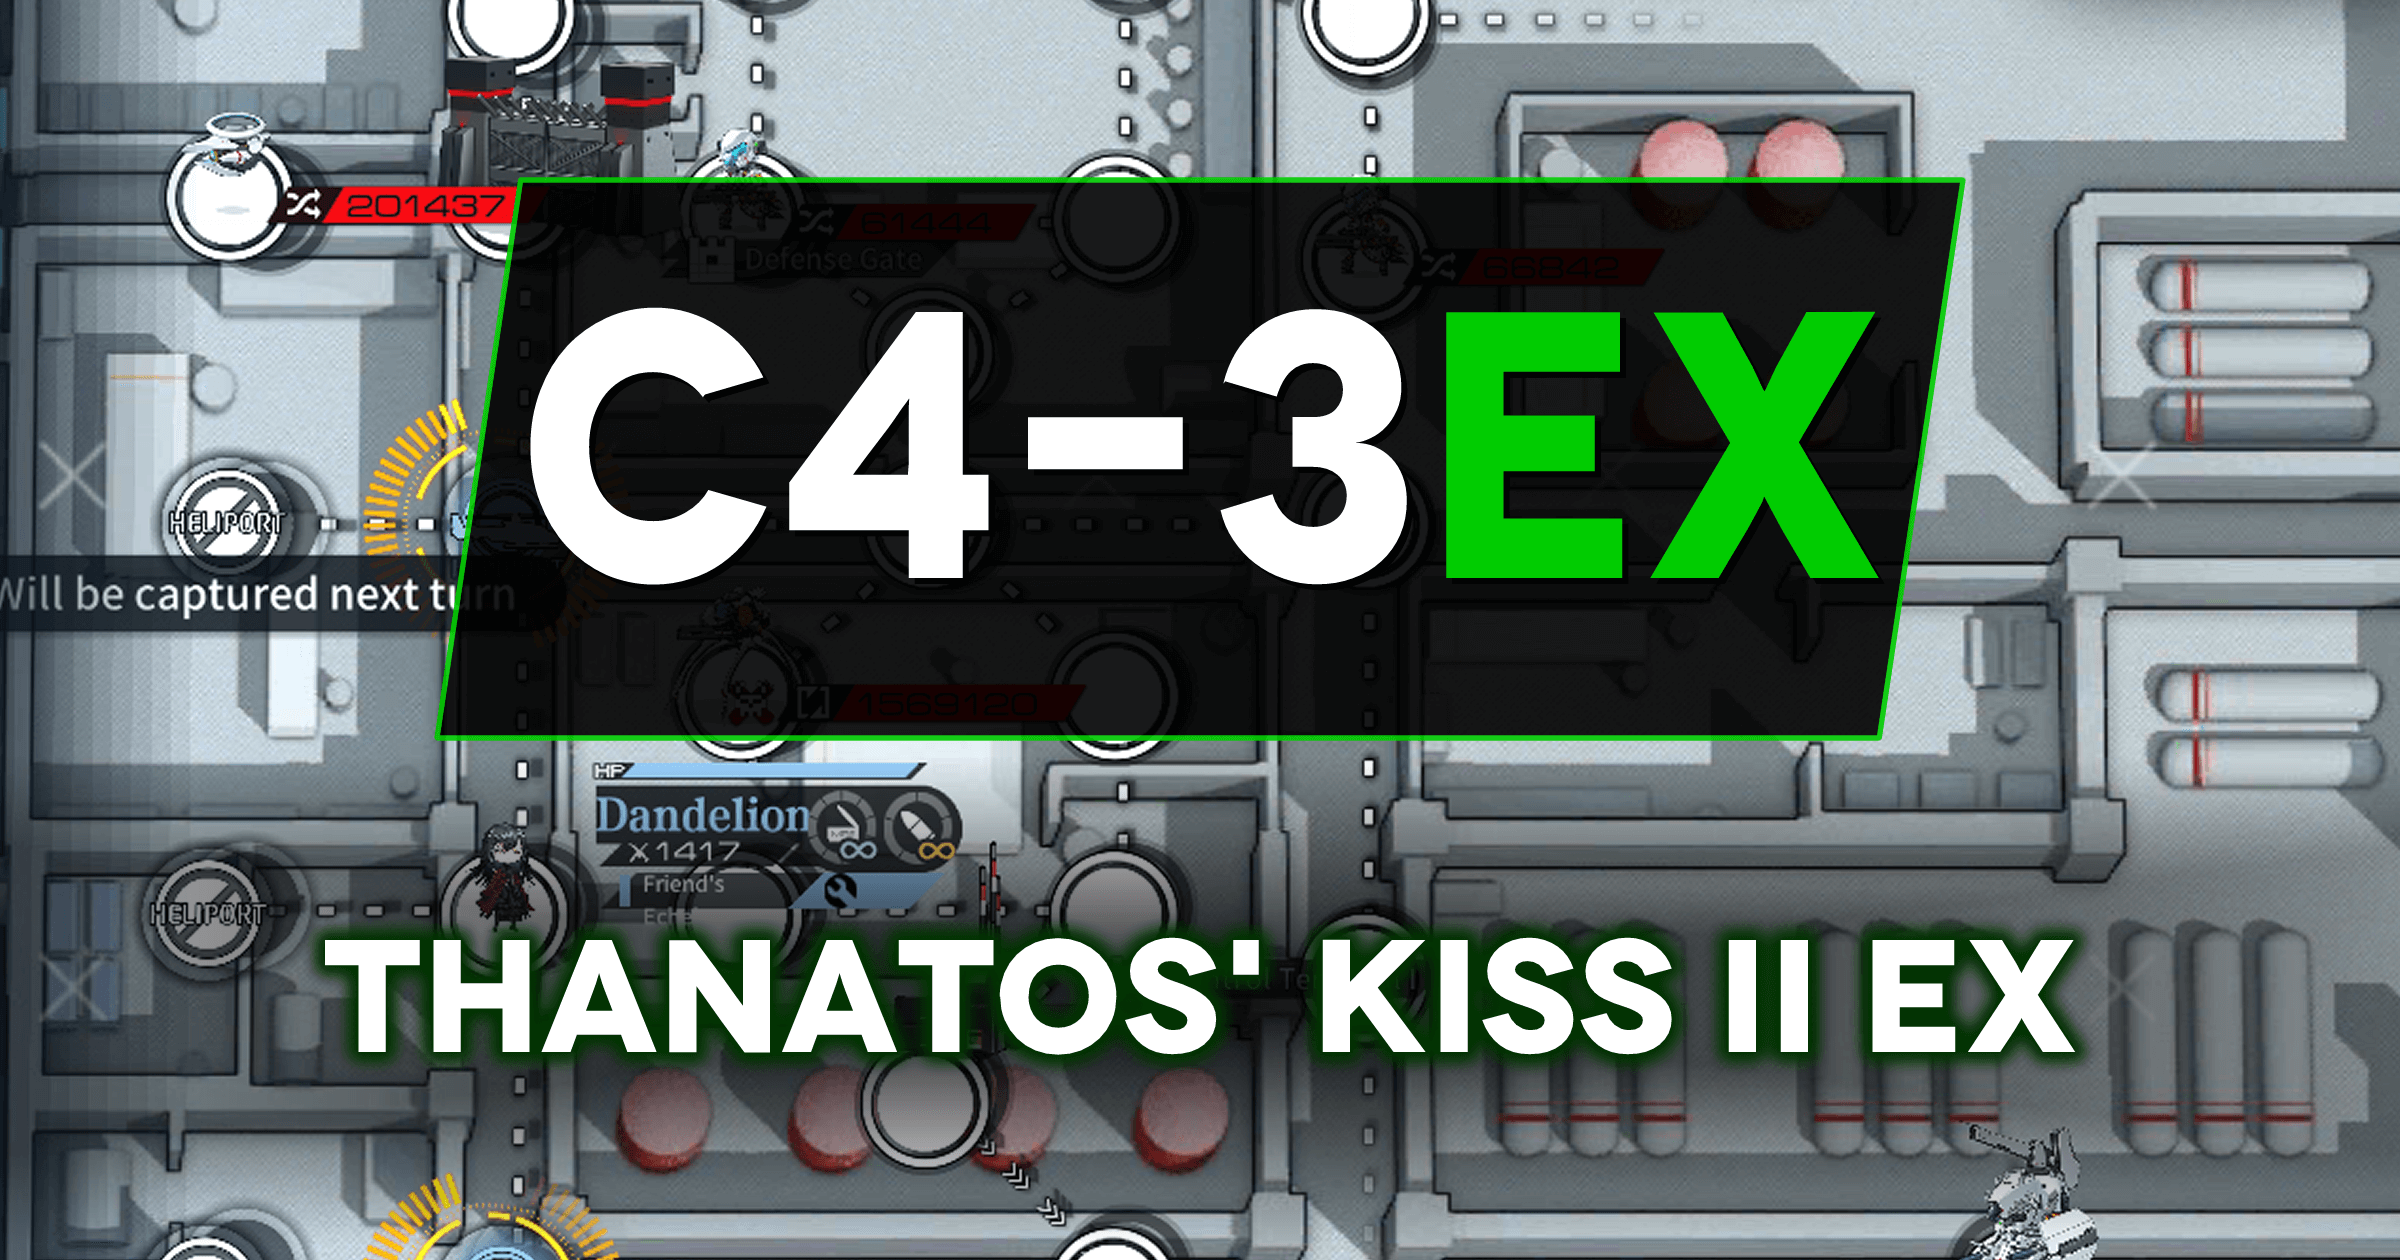 201437
61444
Defense Gate
66842
C4-3EX
HELIPORT
Will be captured next turn
1569120
HP
Dandelion
x1417
Friend's
HELIPORT
THANATOS' KISS II EX